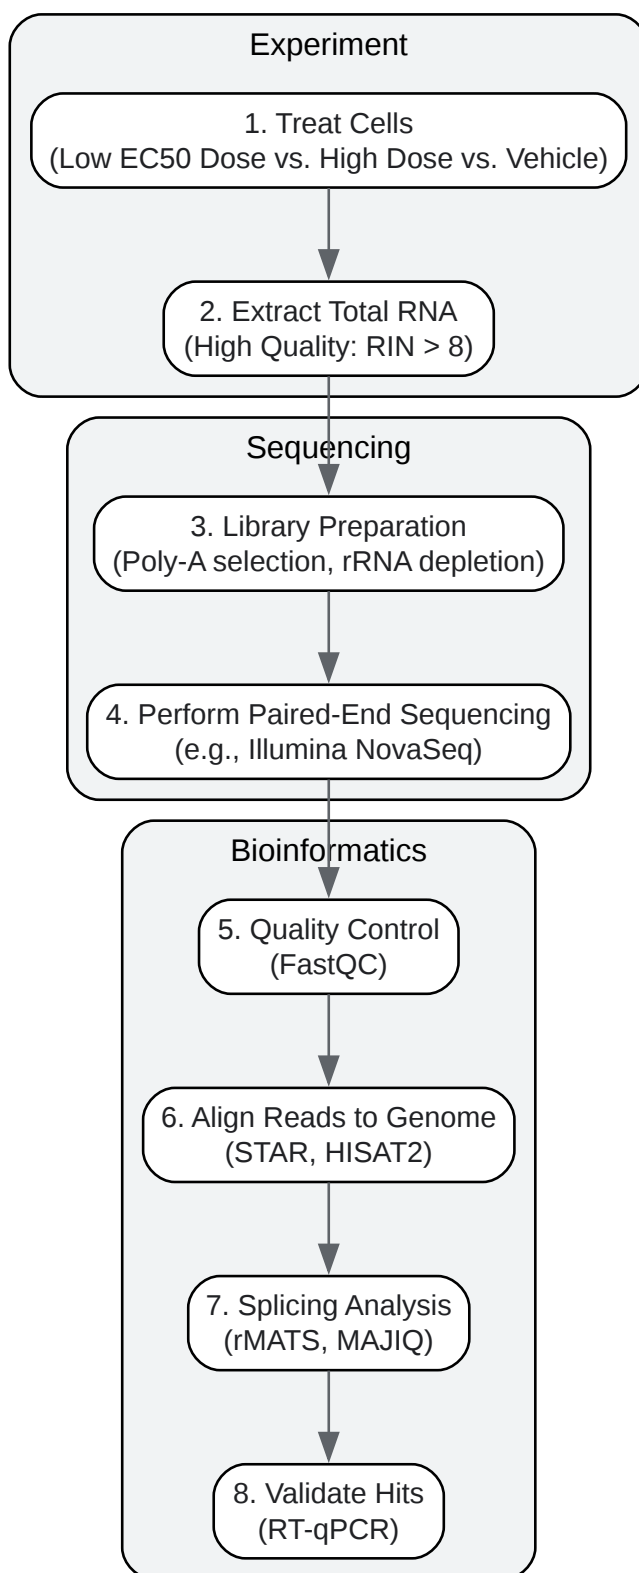 Experiment
1. Treat Cells
(Low EC50 Dose vs. High Dose vs. Vehicle)
2. Extract Total RNA
(High Quality: RIN > 8)
Sequencing
3. Library Preparation
(Poly-A selection, rRNA depletion)
4. Perform Paired-End Sequencing
(e.g., Illumina NovaSeq)
Bioinformatics
5. Quality Control
(FastQC)
6. Align Reads to Genome
(STAR, HISAT2)
7. Splicing Analysis
(rMATS, MAJIQ)
8. Validate Hits
(RT-qPCR)